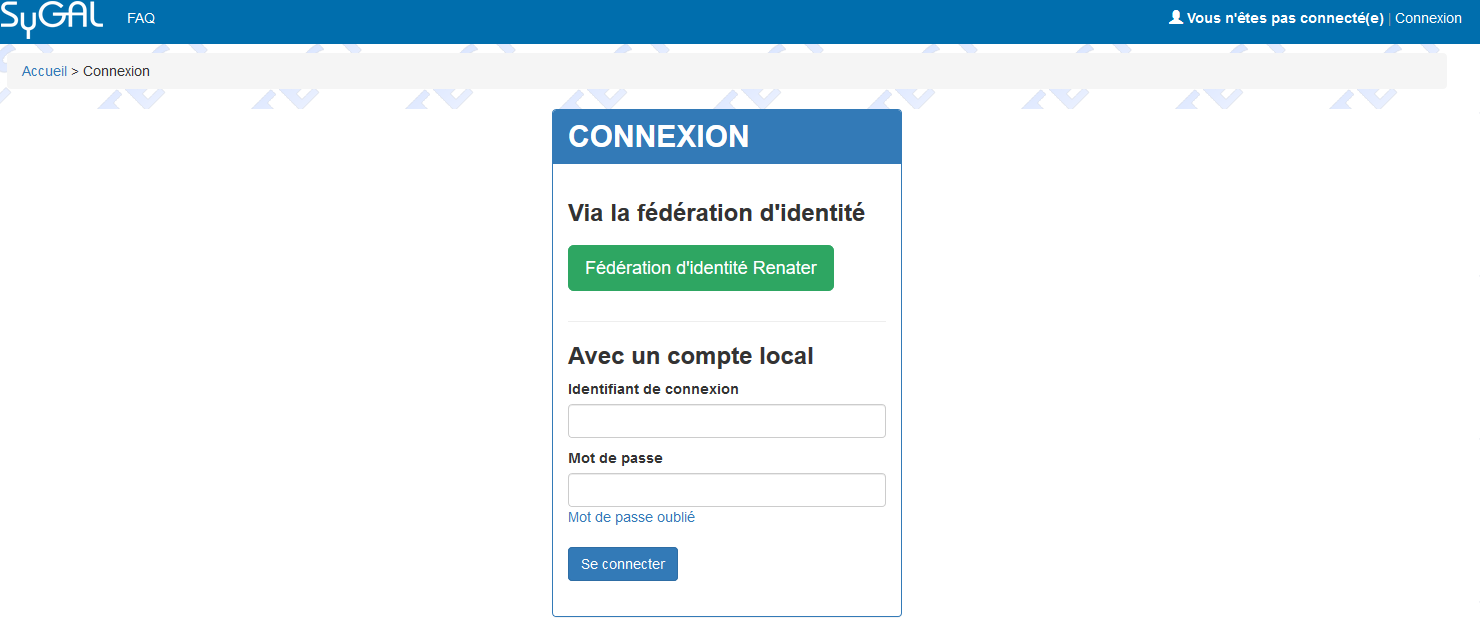 SyGAL FAQ Vous n'êtes pas connecté(e) | Connexion
Accueil > Connexion
CONNEXION
Via la fédération d'identité
Fédération d'identité Renater
Avec un compte local
Identifiant de connexion
Mot de passe
Mot de passe oublié
Se connecter